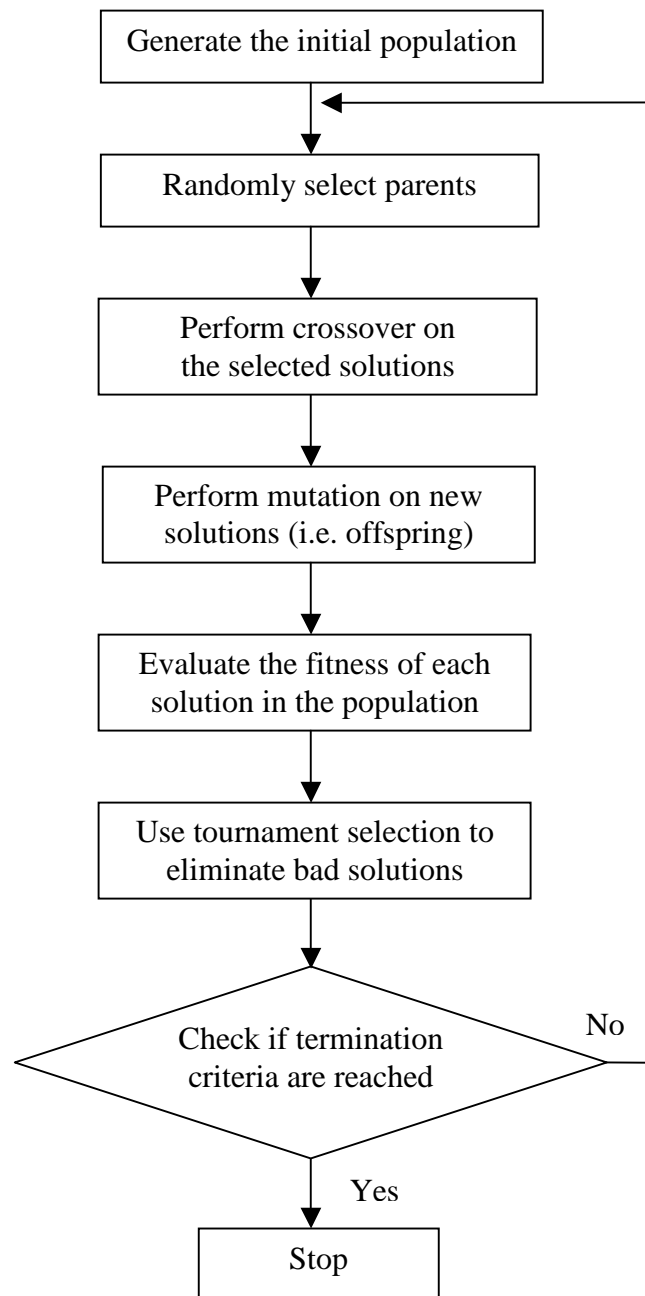 Generate the initial population
Randomly select parents
Perform crossover on
the selected solutions
Perform mutation on new
solutions (i.e. offspring)
Evaluate the fitness of each
solution in the population
Use tournament selection to
eliminate bad solutions
Check if termination
criteria are reached
No
Yes
Stop